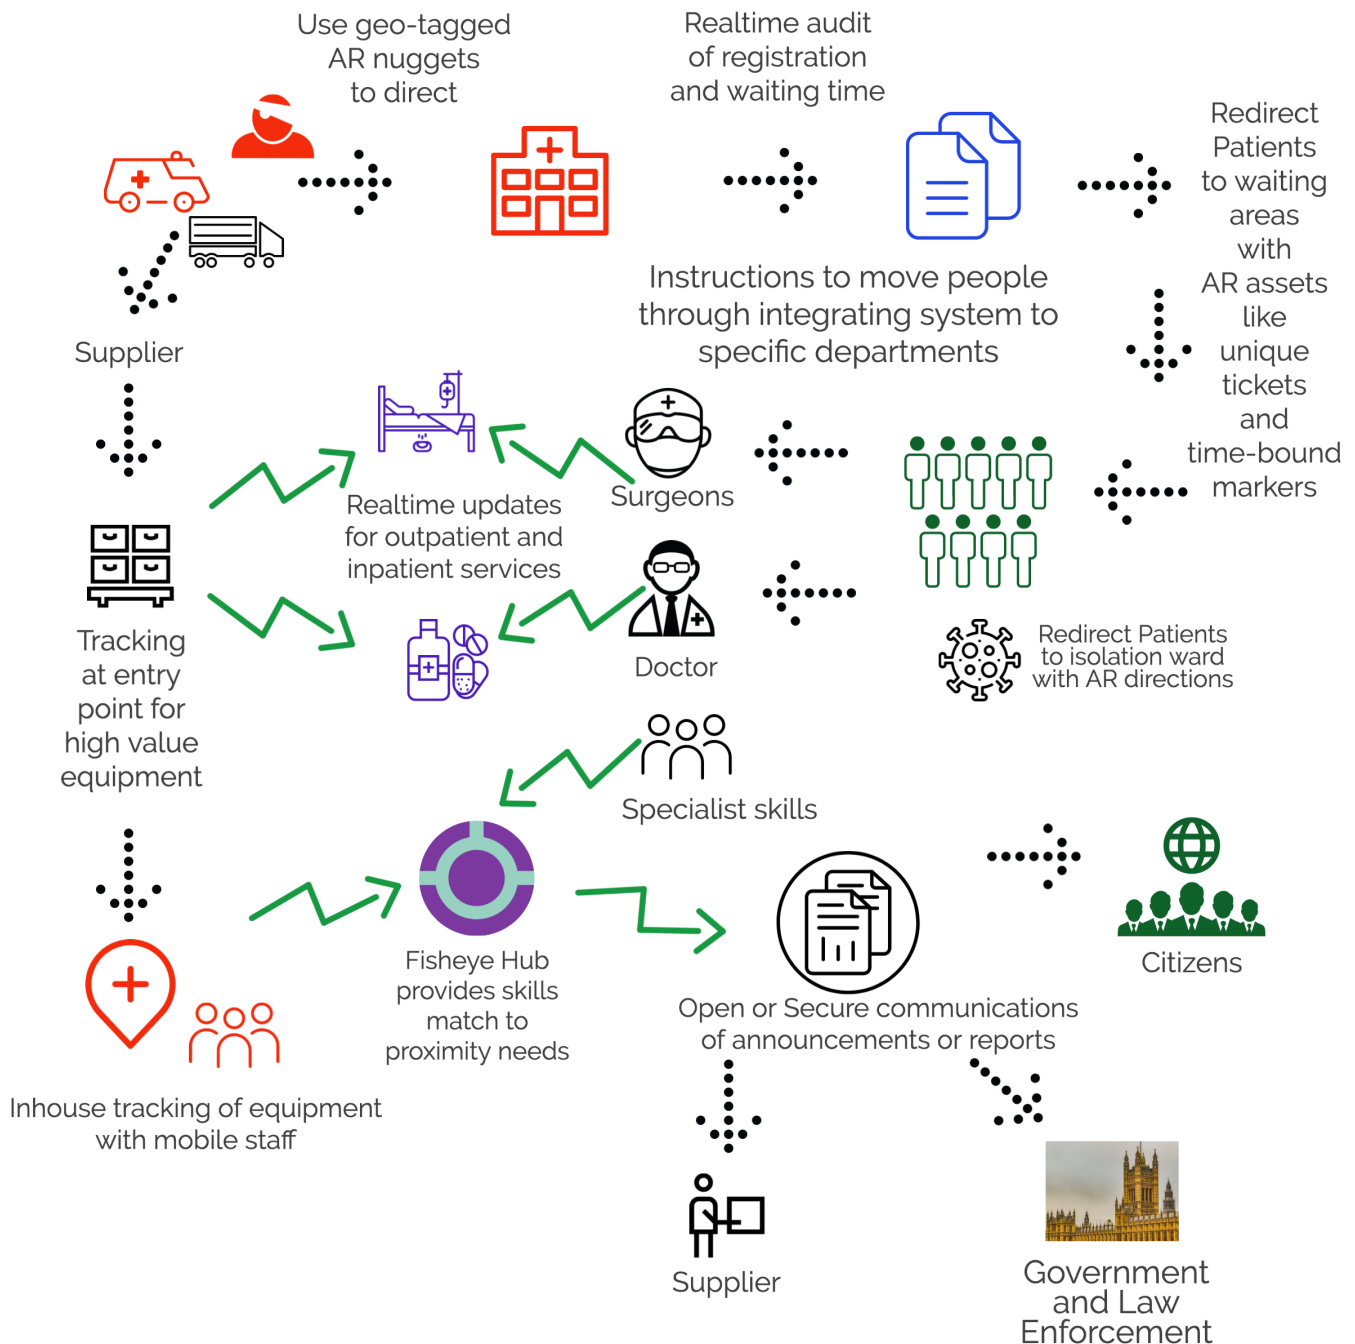 Use geo-tagged
AR nuggets
to direct
Realtime audit
of registration
and waiting time
Redirect
Patients
to waiting
areas
with
AR assets
like
unique
tickets
and
time-bound
markers
Instructions to move people
through integrating system to
specific departments
Supplier
Surgeons
Realtime updates
for outpatient and
inpatient services
Doctor
Redirect Patients
to isolation ward
with AR directions
Tracking
at entry
point for
high value
equipment
Specialist skills
Fisheye Hub
provides skills
match to
proximity needs
Citizens
Open or Secure communications
of announcements or reports
Inhouse tracking of equipment
with mobile staff
Supplier
Government
and Law
Enforcement